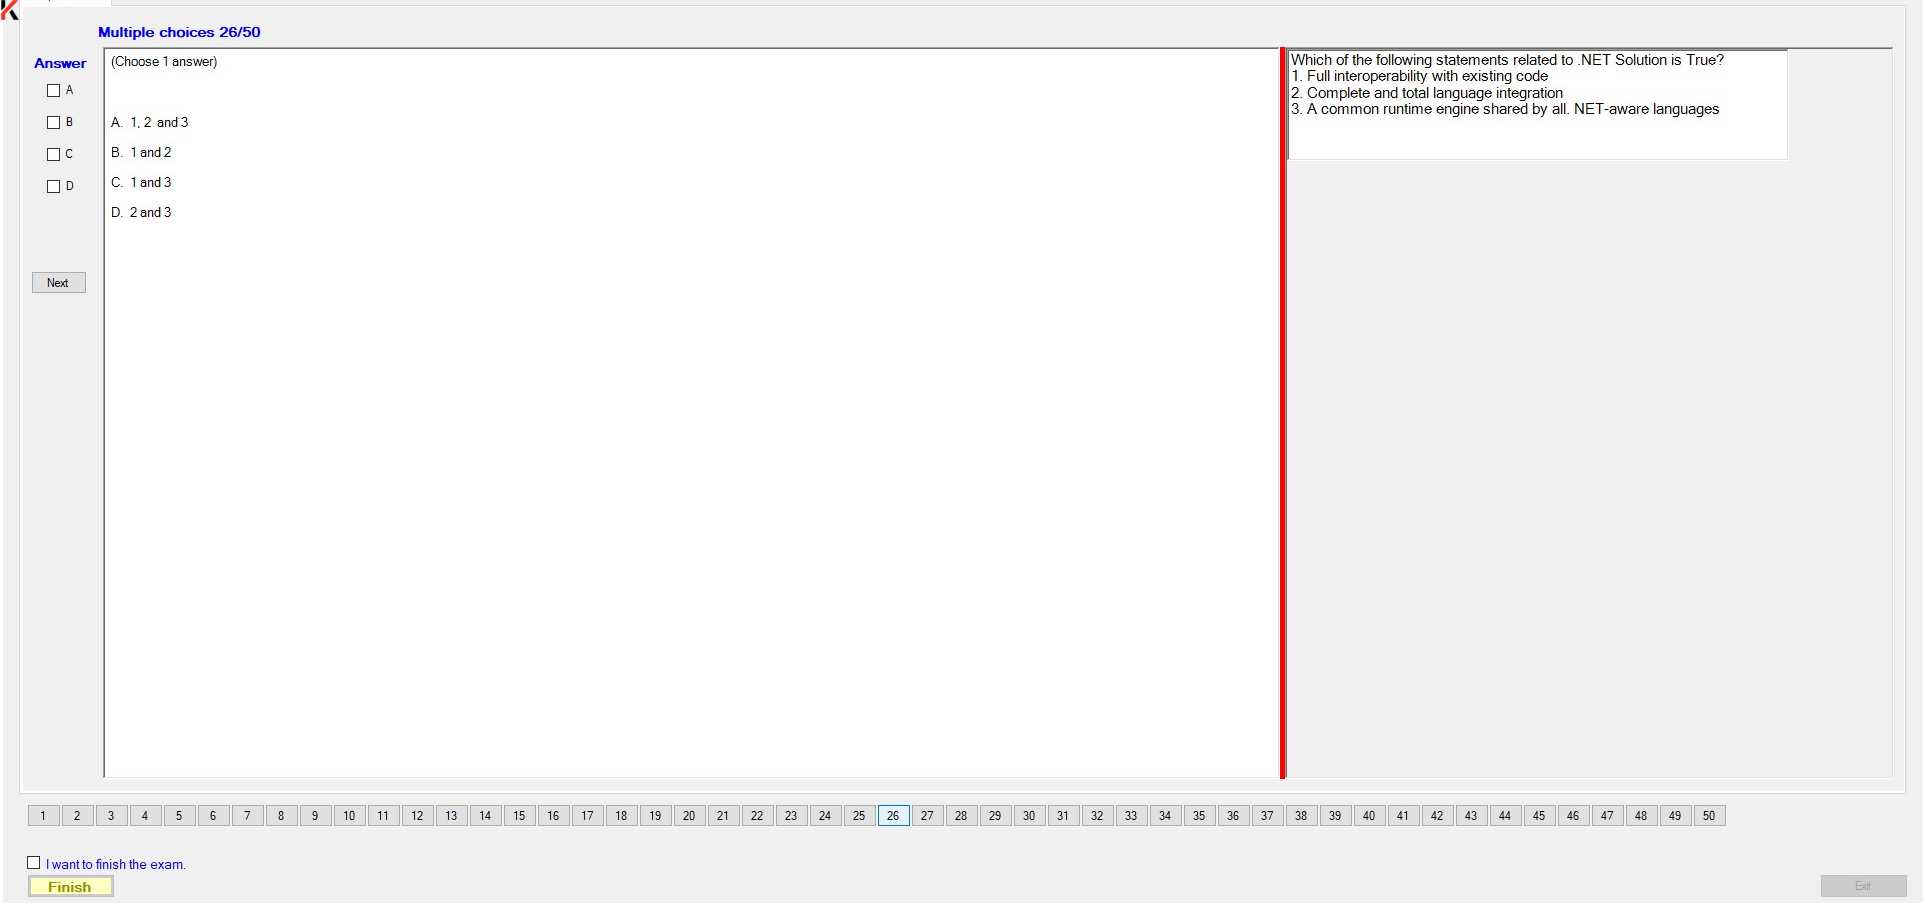 Multiple choices 26/50
Answer
A
B
C
D
Next
(Choose 1 answer)
A. 1, 2 and 3
B. 1 and 2
C. 1 and 3
D. 2 and 3
Which of the following statements related to .NET Solution is True?
1. Full interoperability with existing code
2. Complete and total language integration
3. A common runtime engine shared by all. NET-aware languages
1 2 3 4 5 6 7 8 9 10 11 12 13 14 15 16 17 18 19 20 21 22 23 24 25 26 27 28 29 30 31 32 33 34 35 36 37 38 39 40 41 42 43 44 45 46 47 48 49 50
I want to finish the exam.
Finish
Exit